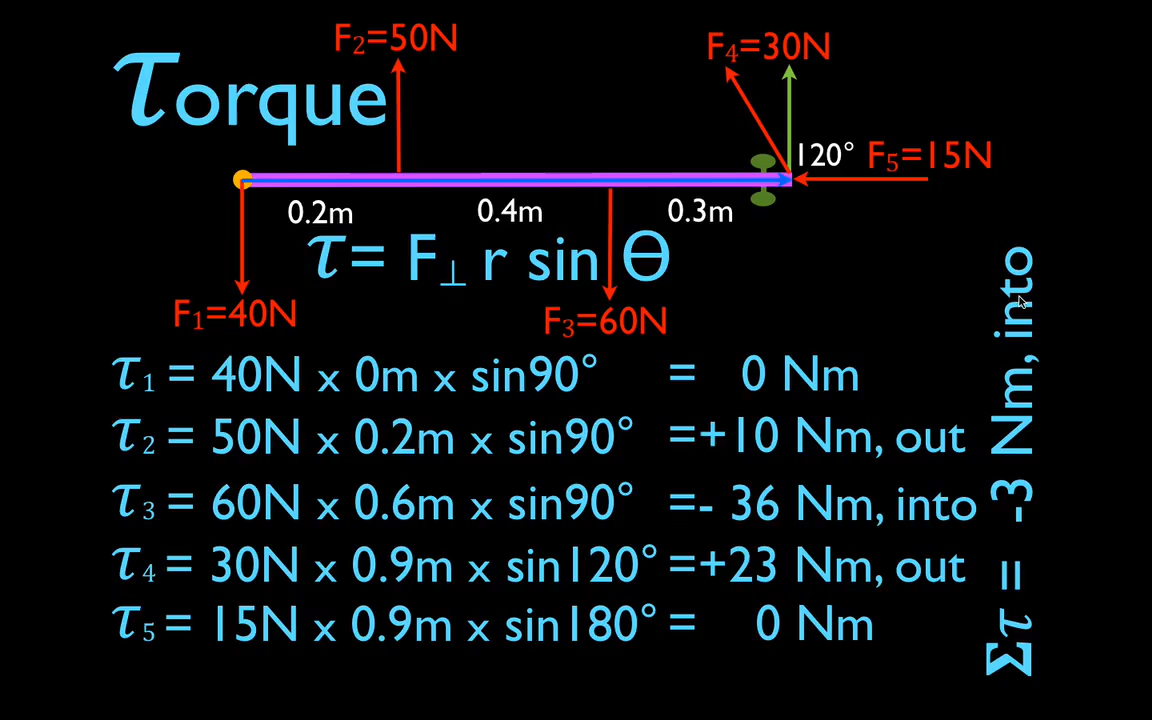 F₂=50N
F₄=30N
τorque
120°
F₅=15N
0.2m
0.4m
0.3m
τ = F⊥ r sin Θ
F₁=40N
F₃=60N
τ₁ = 40N x 0m x sin90° = 0 Nm
τ₂ = 50N x 0.2m x sin90° =+10 Nm, out
τ₃ = 60N x 0.6m x sin90° =- 36 Nm, into
τ₄ = 30N x 0.9m x sin120° =+23 Nm, out
τ₅ = 15N x 0.9m x sin180° = 0 Nm
Στ = -3 Nm, into